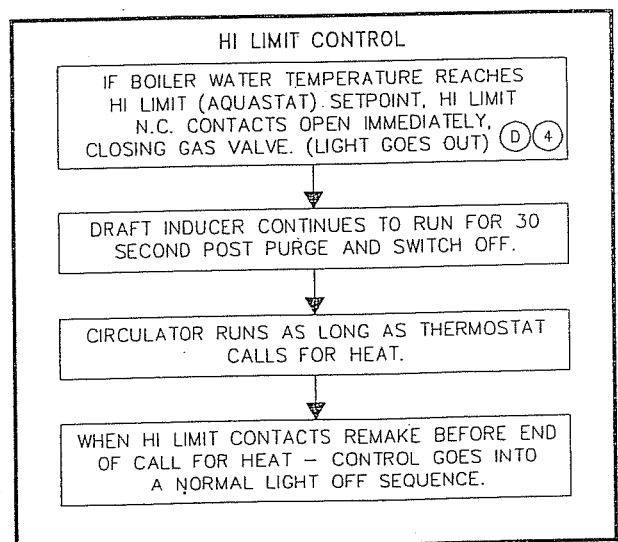 HI LIMIT CONTROL
IF BOILER WATER TEMPERATURE REACHES
HI LIMIT (AQUASTAT) SETPOINT, HI LIMIT
N.C. CONTACTS OPEN IMMEDIATELY,
CLOSING GAS VALVE. (LIGHT GOES OUT) D 4
DRAFT INDUCER CONTINUES TO RUN FOR 30
SECOND POST PURGE AND SWITCH OFF.
CIRCULATOR RUNS AS LONG AS THERMOSTAT
CALLS FOR HEAT.
WHEN HI LIMIT CONTACTS REMAKE BEFORE END
OF CALL FOR HEAT – CONTROL GOES INTO
A NORMAL LIGHT OFF SEQUENCE.